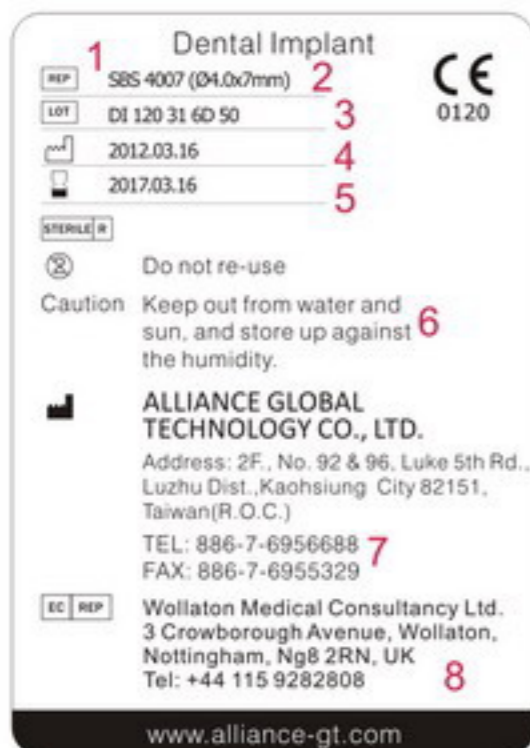 1
Dental Implant
REP SBS 4007 (Ø4.0x7mm) 2
CE
0120
LOT DI 120 31 6D 50 3
2012.03.16 4
2017.03.16 5
STERILE R
2 Do not re-use
Caution Keep out from water and
sun, and store up against 6
the humidity.
ALLIANCE GLOBAL
TECHNOLOGY CO., LTD.
Address: 2F., No. 92 & 96, Luke 5th Rd.,
Luzhu Dist.,Kaohsiung City 82151,
Taiwan(R.O.C.)
TEL: 886-7-6956688 7
FAX: 886-7-6955329
EC REP Wollaton Medical Consultancy Ltd.
3 Crowborough Avenue, Wollaton,
Nottingham, Ng8 2RN, UK
Tel: +44 115 9282808 8
www.alliance-gt.com